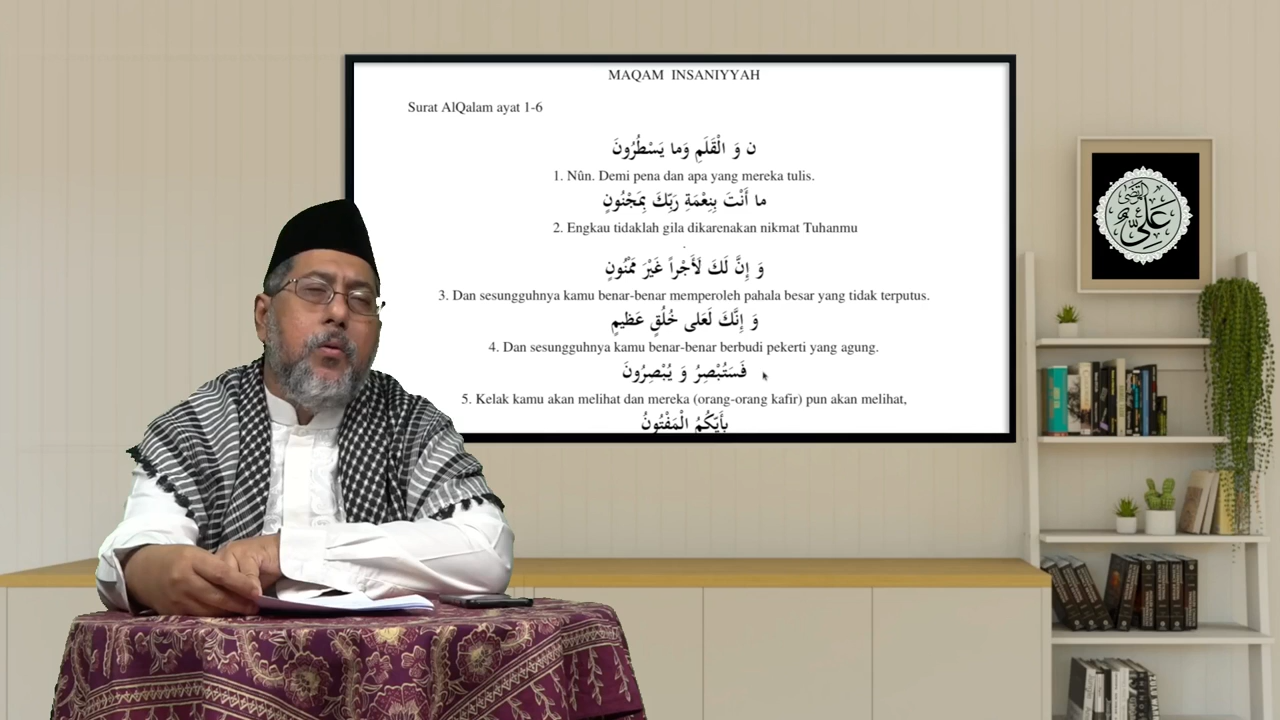 MAQAM INSANIYYAH
Surat AlQalam ayat 1-6
ن وَ الْقَلَمِ وَما يَسْطُرُونَ
1. Nûn. Demi pena dan apa yang mereka tulis.
ما أَنْتَ بِنِعْمَةِ رَبِّكَ بِمَجْنُونٍ
2. Engkau tidaklah gila dikarenakan nikmat Tuhanmu
.
وَ إِنَّ لَكَ لَأَجْراً غَيْرَ مَمْنُونٍ
3. Dan sesungguhnya kamu benar-benar memperoleh pahala besar yang tidak terputus.
وَ إِنَّكَ لَعَلى خُلُقٍ عَظيمٍ
4. Dan sesungguhnya kamu benar-benar berbudi pekerti yang agung.
فَسَتُبْصِرُ وَ يُبْصِرُونَ
5. Kelak kamu akan melihat dan mereka (orang-orang kafir) pun akan melihat,
بِأَيِّكُمُ الْمَفْتُونُ